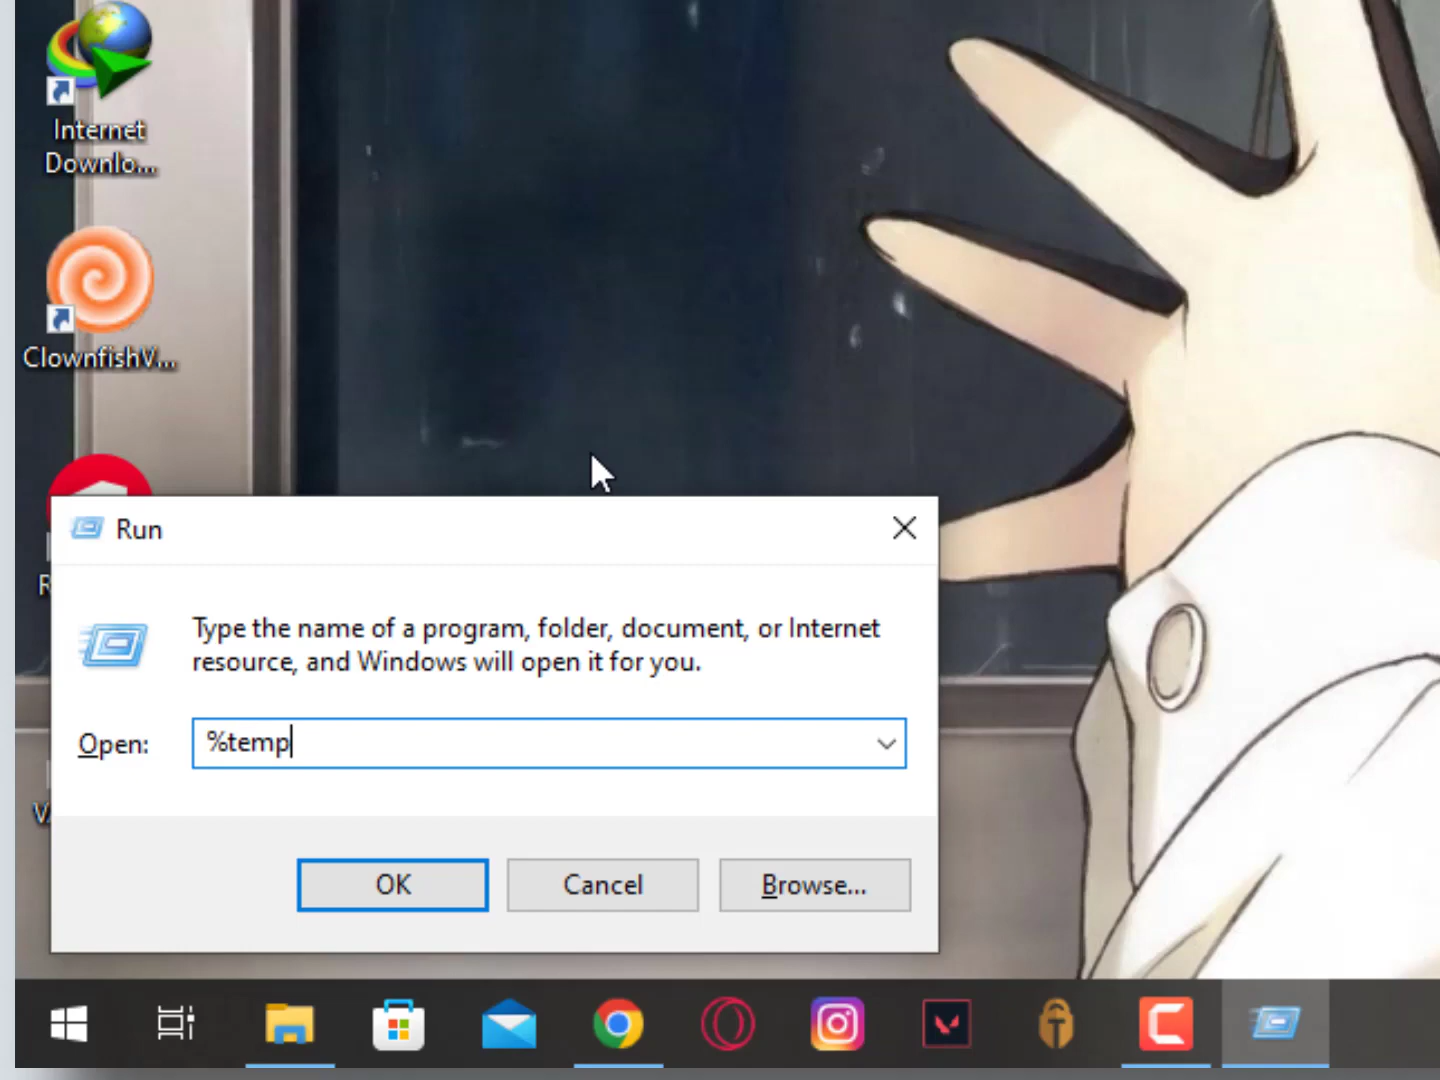 Internet
Downlo...
ClownfishV...
R
V
Run
Type the name of a program, folder, document, or Internet
resource, and Windows will open it for you.
Open:
%temp
OK
Cancel
Browse...